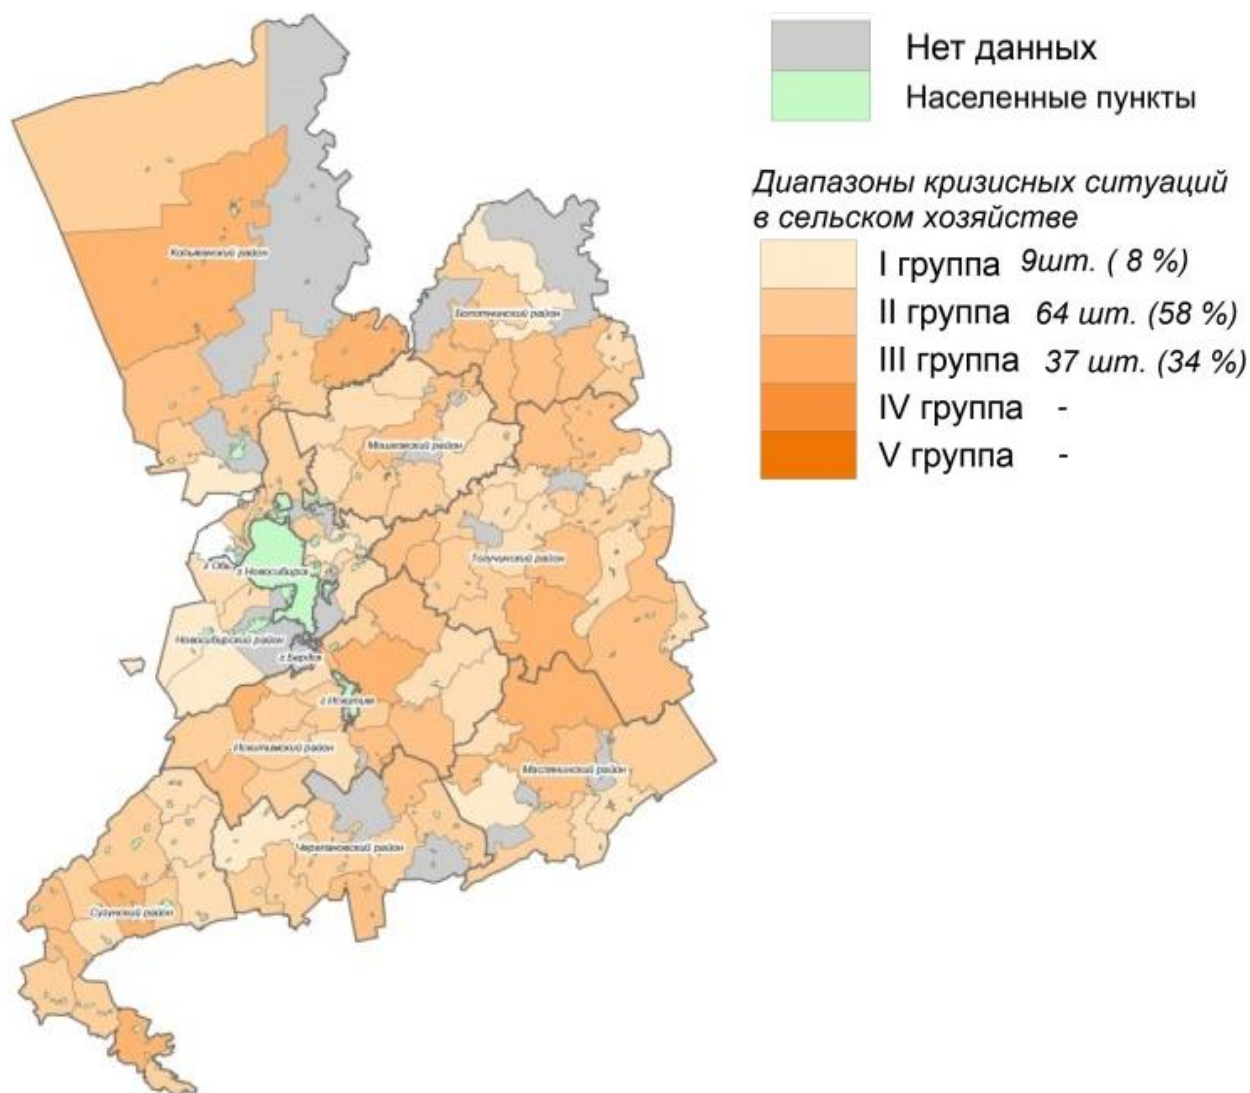 Нет данных
Населенные пункты
Диапазоны кризисных ситуаций
в сельском хозяйстве
I группа 9шт. ( 8 %)
II группа 64 шт. (58 %)
III группа 37 шт. (34 %)
IV группа -
V группа -
Колыванский район
Болотнинский район
Мошковский район
Тогучинский район
г Обь
г Новосибирск
Новосибирский район
г Бердск
г Искитим
Искитимский район
Маслянинский район
Черепановский район
Сузунский район